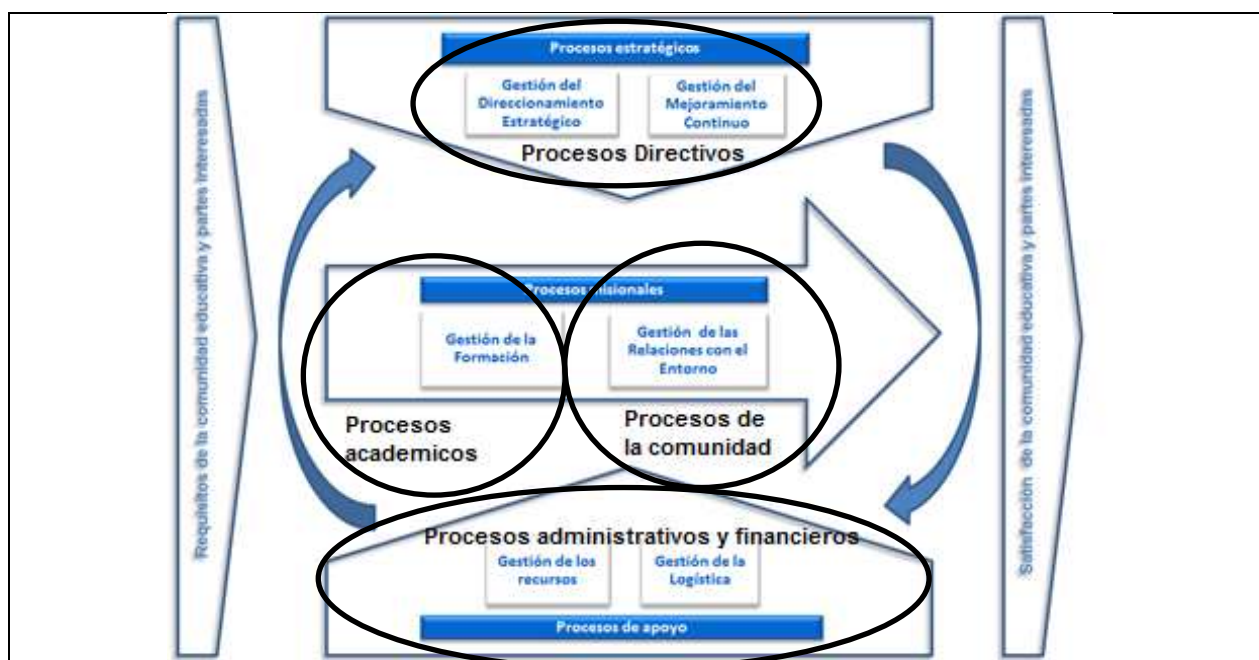 Requisitos de la comunidad educativa y partes interesadas
Procesos estratégicos
Gestión del
Direccionamiento
Estratégico
Gestión del
Mejoramiento
Continuo
Procesos Directivos
Procesos misionales
Gestión de la
Formación
Gestión de las
Relaciones con el
Entorno
Procesos
academicos
Procesos de
la comunidad
Procesos administrativos y financieros
Gestión de los
recursos
Gestión de la
Logística
Procesos de apoyo
Satisfacción de la comunidad educativa y partes interesadas